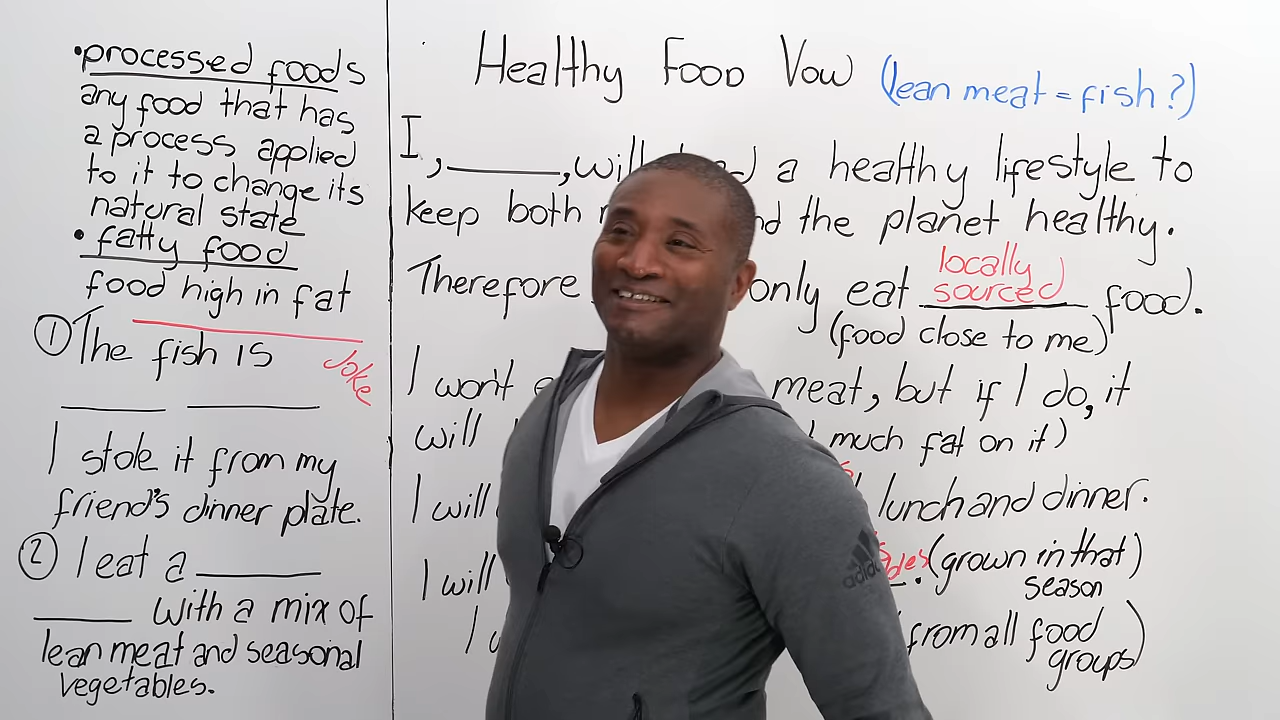 •processed foods
any food that has
a process applied
to it to change its
natural state
• fatty food
food high in fat
① The fish is
Joke
____ ____
I stole it from my
friend's dinner plate.
② I eat a ____
____ with a mix of
lean meat and seasonal
vegetables.
Healthy Food Vow (lean meat = fish?)
I, ____, will a healthy lifestyle to
keep both the planet healthy.
Therefore only eat locally sourced food.
(food close to me)
I won't meat, but if I do, it
will much fat on it)
I will lunch and dinner.
I will (grown in that)
season
I from all food
groups)
adidas